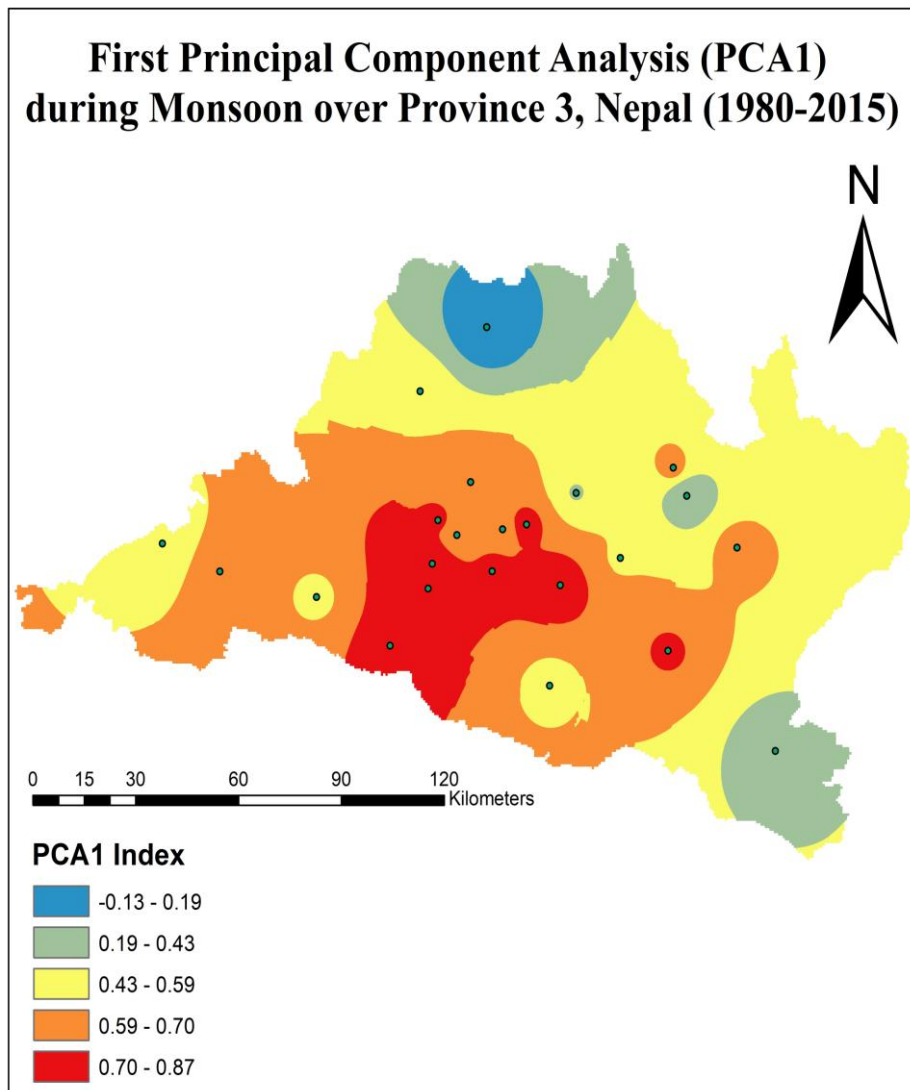 First Principal Component Analysis (PCA1)
during Monsoon over Province 3, Nepal (1980-2015)
N
0 15 30 60 90 120
Kilometers
PCA1 Index
-0.13 - 0.19
0.19 - 0.43
0.43 - 0.59
0.59 - 0.70
0.70 - 0.87